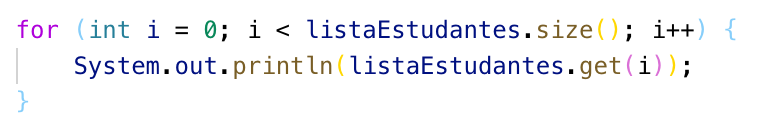 for (int i = 0; i < listaEstudantes.size(); i++) {
    System.out.println(listaEstudantes.get(i));
}